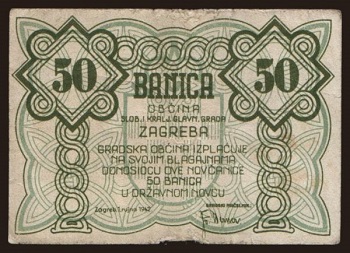 50 BANICA 50
OBĆINA
SLOB. I KRALJ. GLAVN. GRADA
ZAGREBA
GRADSKA OBĆINA IZPLAĆUJE
NA SVOJIM BLAGAJNAMA
DONOSIOCU OVE NOVČANICE
50 BANICA
U DRŽAVNOM NOVCU
Zagreb, 1. rujna 1942